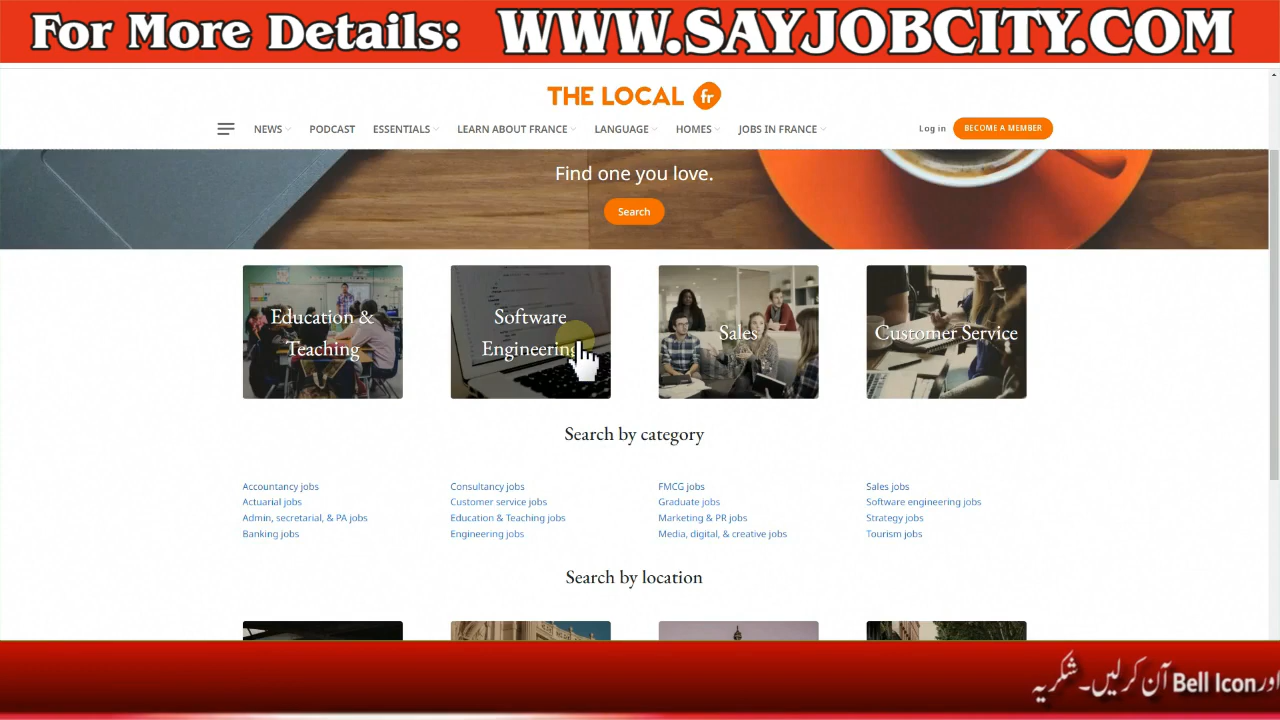 For More Details: WWW.SAYJOBCITY.COM
THE LOCAL fr
NEWS PODCAST ESSENTIALS LEARN ABOUT FRANCE LANGUAGE HOMES JOBS IN FRANCE Log in BECOME A MEMBER
Find one you love.
Search
Education &
Teaching
Software
Engineering
Sales
Customer Service
Search by category
Accountancy jobs Consultancy jobs FMCG jobs Sales jobs
Actuarial jobs Customer service jobs Graduate jobs Software engineering jobs
Admin, secretarial, & PA jobs Education & Teaching jobs Marketing & PR jobs Strategy jobs
Banking jobs Engineering jobs Media, digital, & creative jobs Tourism jobs
Search by location
اور Bell Icon آن کرلیں۔ شکریہ